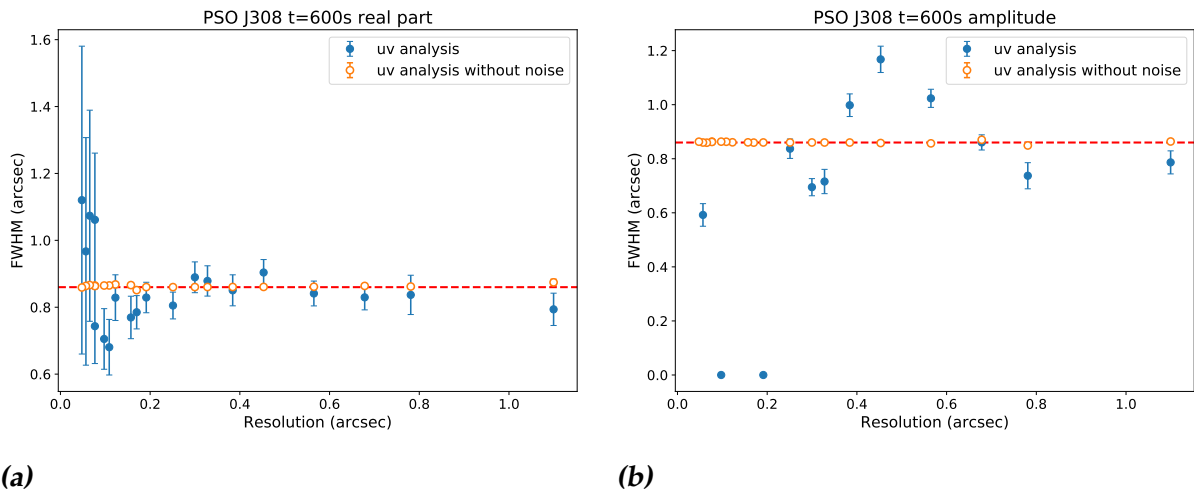 PSO J308 t=600s real part
uv analysis
uv analysis without noise
FWHM (arcsec)
1.6
1.4
1.2
1.0
0.8
0.6
0.0 0.2 0.4 0.6 0.8 1.0
Resolution (arcsec)
(a)
PSO J308 t=600s amplitude
uv analysis
uv analysis without noise
FWHM (arcsec)
1.2
1.0
0.8
0.6
0.4
0.2
0.0
0.0 0.2 0.4 0.6 0.8 1.0
Resolution (arcsec)
(b)